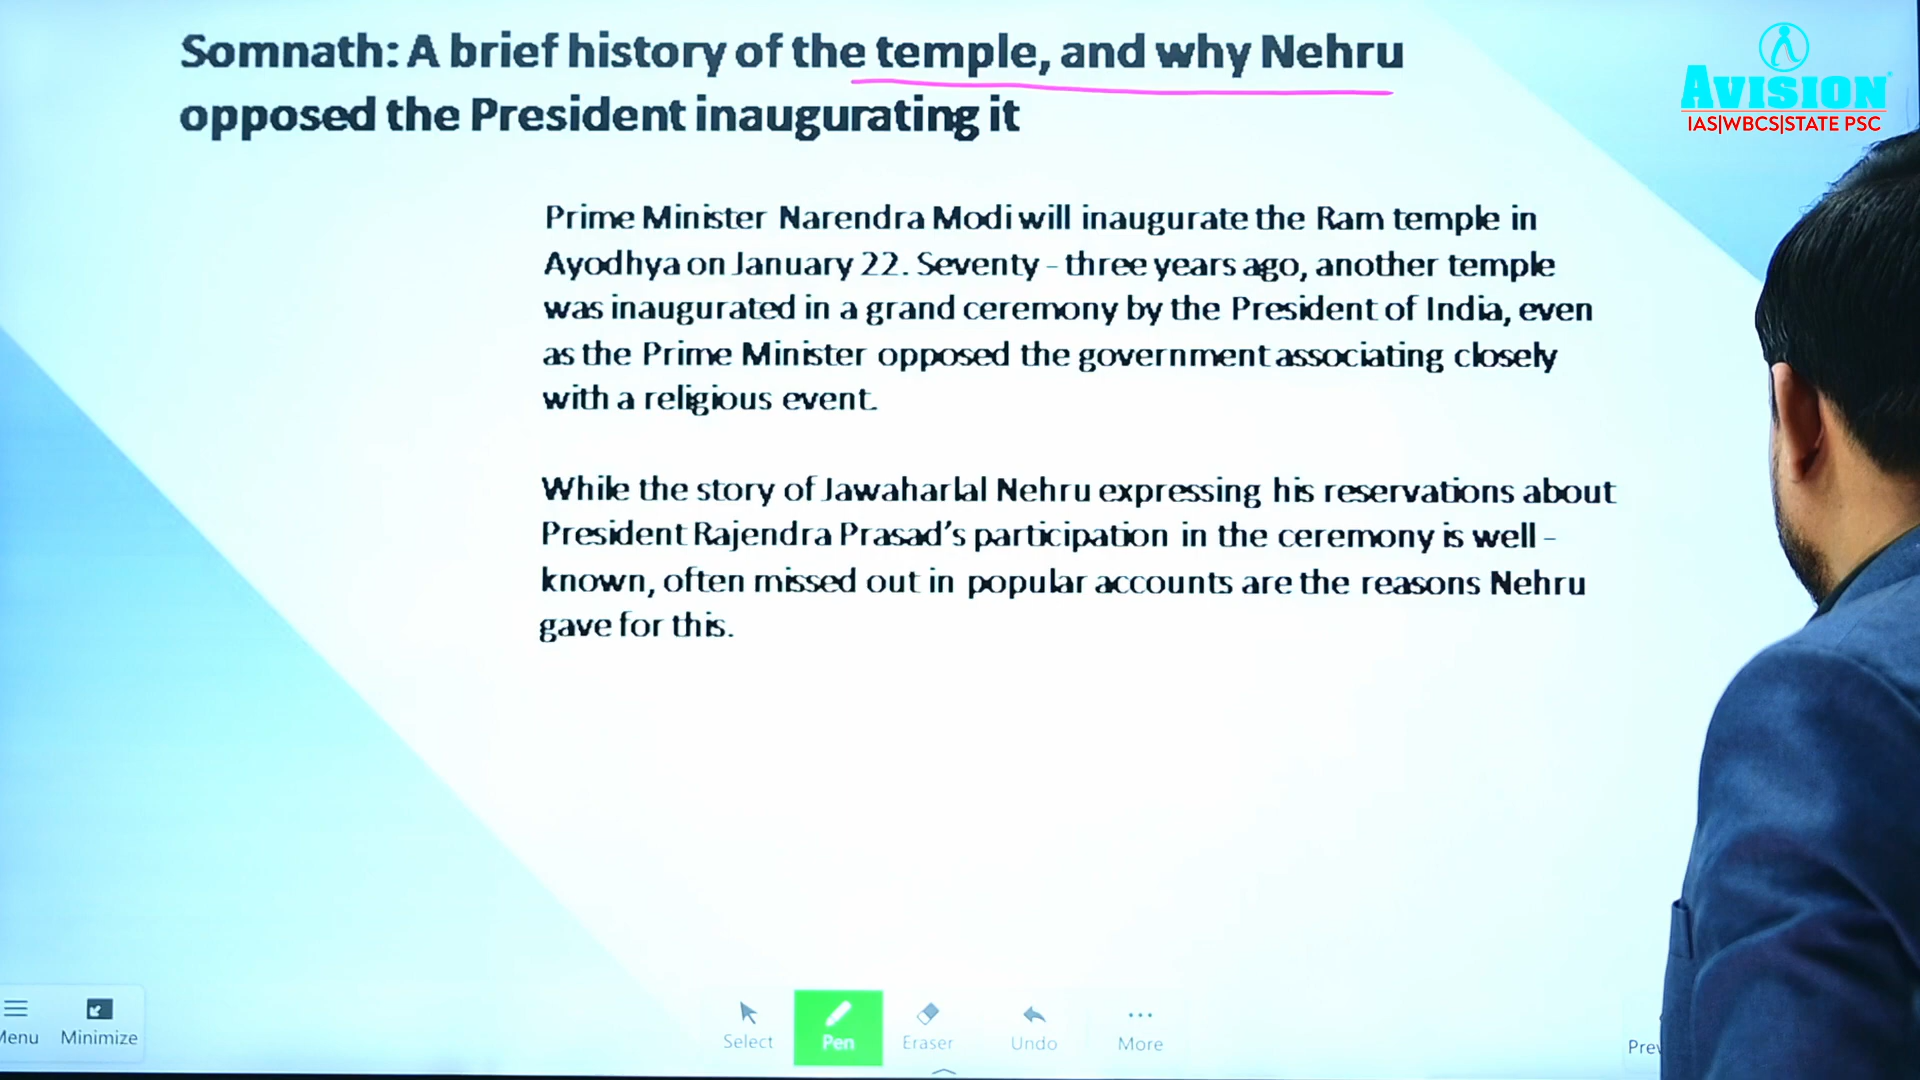 Somnath: A brief history of the temple, and why Nehru
opposed the President inaugurating it
AVISION
IAS|WBCS|STATE PSC
Prime Minister Narendra Modi will inaugurate the Ram temple in
Ayodhya on January 22. Seventy - three years ago, another temple
was inaugurated in a grand ceremony by the President of India, even
as the Prime Minister opposed the government associating closely
with a religious event.
While the story of Jawaharlal Nehru expressing his reservations about
President Rajendra Prasad's participation in the ceremony is well -
known, often missed out in popular accounts are the reasons Nehru
gave for this.
Menu Minimize Select Pen Eraser Undo More